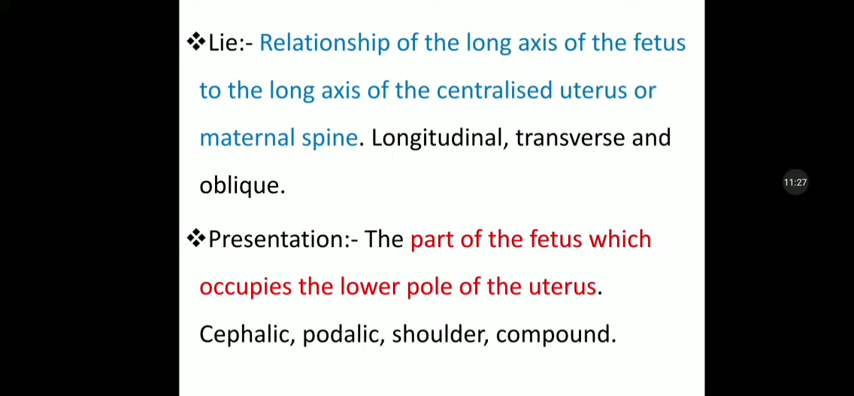 ❖Lie:- Relationship of the long axis of the fetus
to the long axis of the centralised uterus or
maternal spine. Longitudinal, transverse and
oblique.
11:27
❖Presentation:- The part of the fetus which
occupies the lower pole of the uterus.
Cephalic, podalic, shoulder, compound.